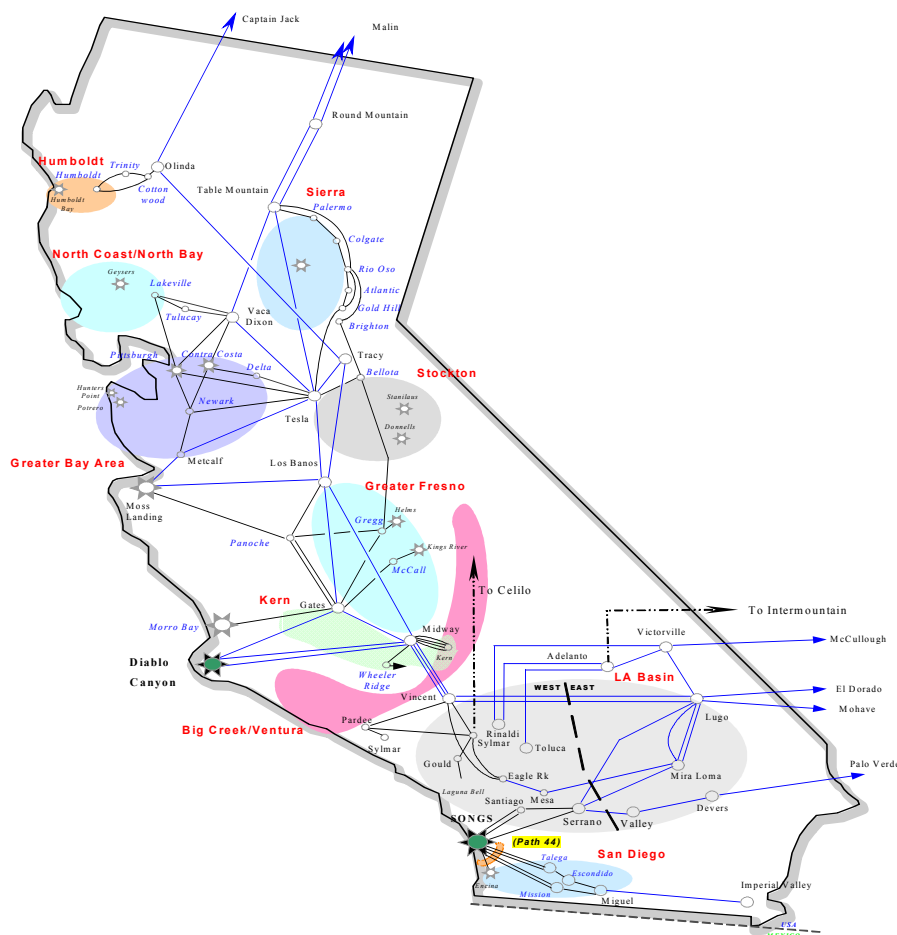 Captain Jack
Malin
Round Mountain
Humboldt
Humboldt
Trinity
Olinda
Cotton
wood
Humboldt
Bay
Table Mountain
Sierra
Palermo
Colgate
North Coast/North Bay
Geysers
Lakeville
Rio Oso
Atlantic
Gold Hill
Tulucay
Vaca
Dixon
Brighton
Pittsburgh
Contra Costa
Delta
Tracy
Bellota
Stockton
Hunters
Point
Potrero
Newark
Stanilaus
Tesla
Donnells
Metcalf
Los Banos
Greater Bay Area
Greater Fresno
Moss
Landing
Helms
Gregg
Panoche
Kings River
McCall
To Celilo
Kern
Gates
To Intermountain
Morro Bay
Midway
Kern
Victorville
McCullough
Diablo
Canyon
Adelanto
Wheeler
Ridge
LA Basin
WEST
EAST
El Dorado
Vincent
Mohave
Lugo
Big Creek/Ventura
Pardee
Rinaldi
Sylmar
Sylmar
Toluca
Gould
Palo Verde
Eagle Rk
Mira Loma
Laguna Bell
Mesa
Santiago
Devers
SONGS
Serrano
Valley
(Path 44)
San Diego
Talega
Escondido
Encina
Mission
Miguel
Imperial Valley
USA
MEXICO